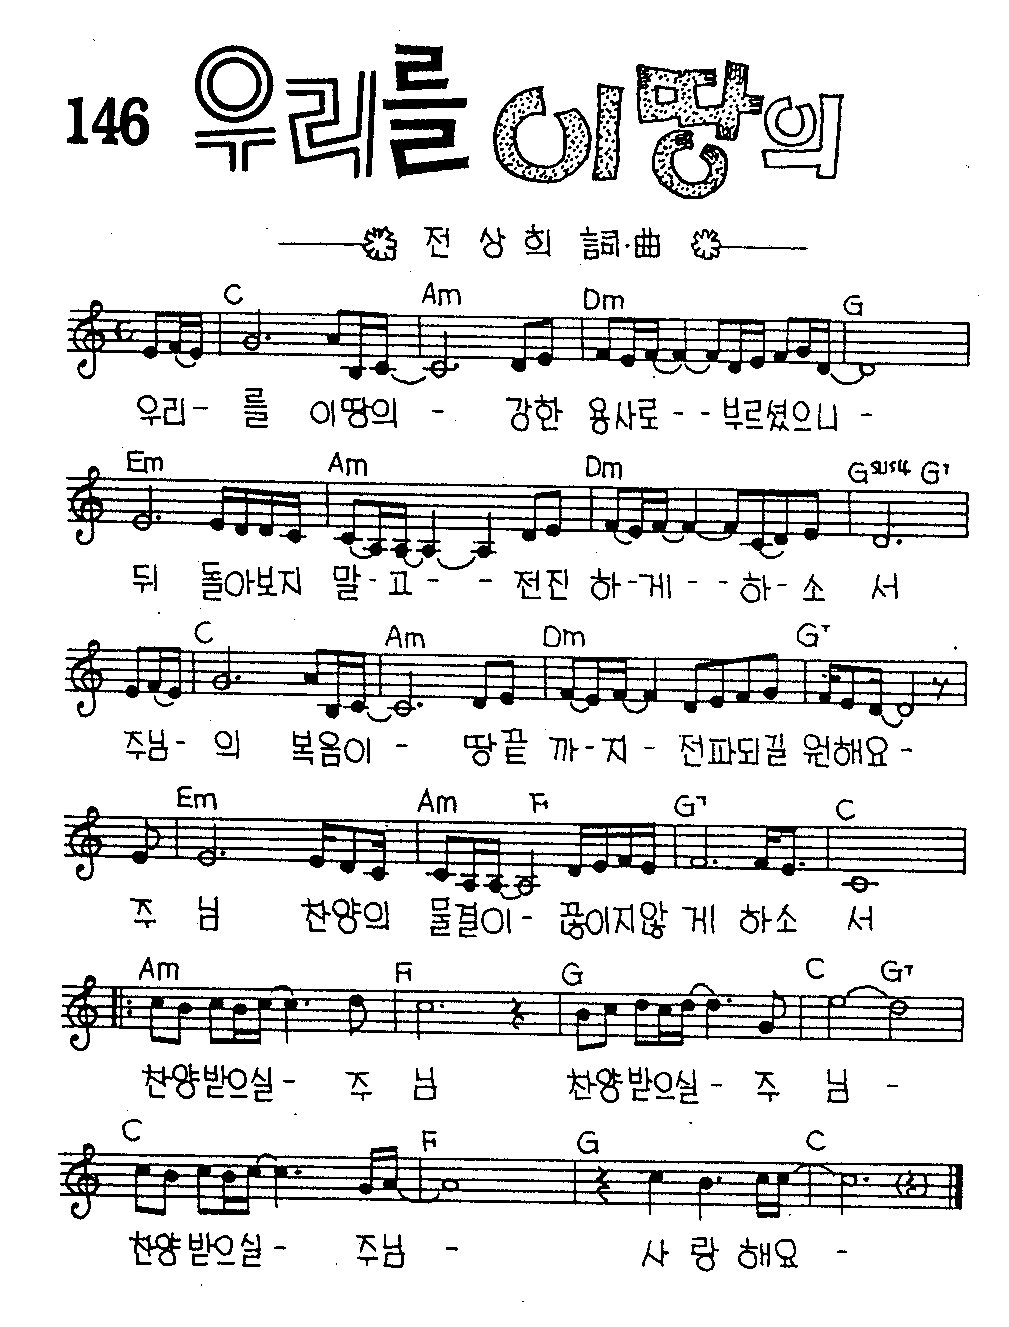 146 우리를 이땅의
전 상 희 詞·曲
C Am Dm G
우리- 를 이땅의 - 강한 용사로 - - 부르셨으니 -
Em Am Dm Gsus4 G7
뒤 돌아보지 말-고- - 전진 하-게- - 하- 소 서
C Am Dm G7
주님- 의 복음이 - 땅끝 까-지- 전파되길 원해요-
Em Am F G7 C
주 님 찬양의 물결이- 끊이지않 게 하소 서
Am F G C G7
찬양받으실- 주 님 찬양받으실- 주 님 -
C F G C
찬양받으실- 주님 - 사 랑 해요 -